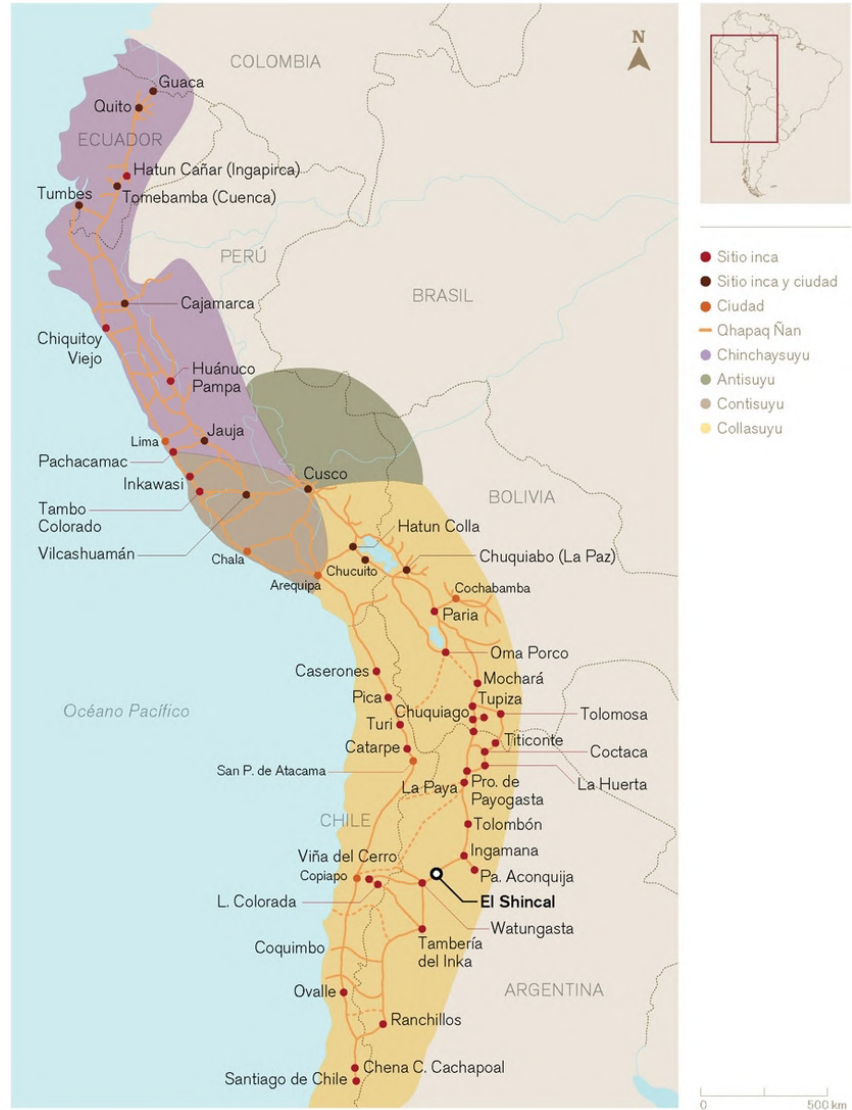 COLOMBIA
N
Guaca
Quito
ECUADOR
Hatun Cañar (Ingapirca)
Tomebamba (Cuenca)
Tumbes
PERÚ
BRASIL
Cajamarca
Chiquitoy
Viejo
Huánuco
Pampa
Jauja
Lima
Pachacamac
Cusco
Inkawasi
Tambo
Colorado
BOLIVIA
Hatun Colla
Vilcashuamán
Chala
Chucuito
Chuquiabo (La Paz)
Arequipa
Cochabamba
Paria
Oma Porco
Caserones
Mochará
Pica
Tupiza
Océano Pacífico
Chuquiago
Tolomosa
Turi
Titiconte
Catarpe
Coctaca
San P. de Atacama
La Paya
Pro. de
Payogasta
La Huerta
CHILE
Tolombón
Viña del Cerro
Ingamana
Copiapo
Pa. Aconquija
L. Colorada
El Shincal
Watungasta
Coquimbo
Tambería
del Inka
Ovalle
ARGENTINA
Ranchillos
Chena C. Cachapoal
Santiago de Chile
Sitio inca
Sitio inca y ciudad
Ciudad
Qhapaq Ñan
Chinchaysuyu
Antisuyu
Contisuyu
Collasuyu
0 500 km